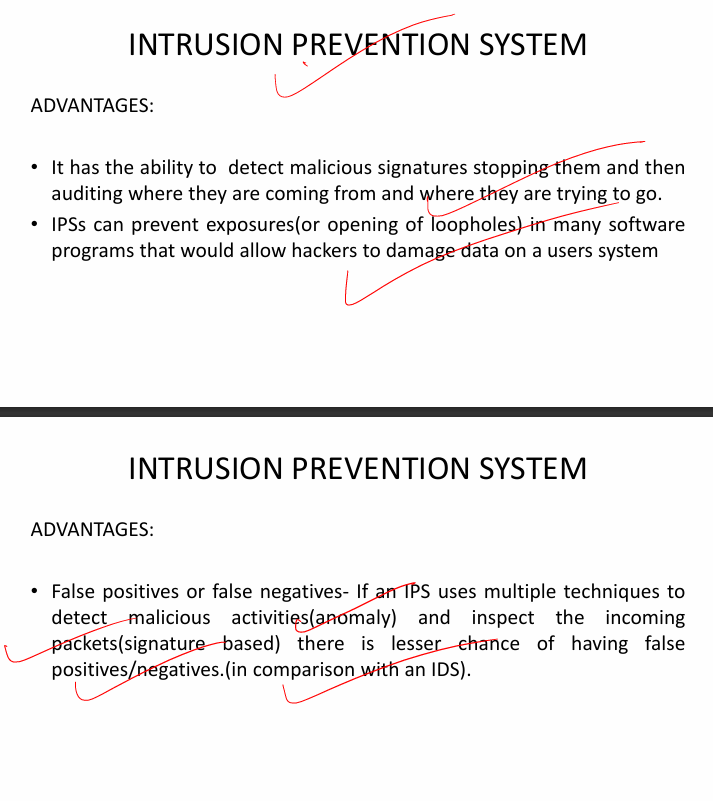 INTRUSION PREVENTION SYSTEM
ADVANTAGES:
• It has the ability to  detect malicious signatures stopping them and then
auditing where they are coming from and where they are trying to go.
• IPSs can prevent exposures(or opening of loopholes) in many software
programs that would allow hackers to damage data on a users system
INTRUSION PREVENTION SYSTEM
ADVANTAGES:
• False positives or false negatives- If an IPS uses multiple techniques to
detect malicious activities(anomaly) and inspect the incoming
packets(signature based) there is lesser chance of having false
positives/negatives.(in comparison with an IDS).